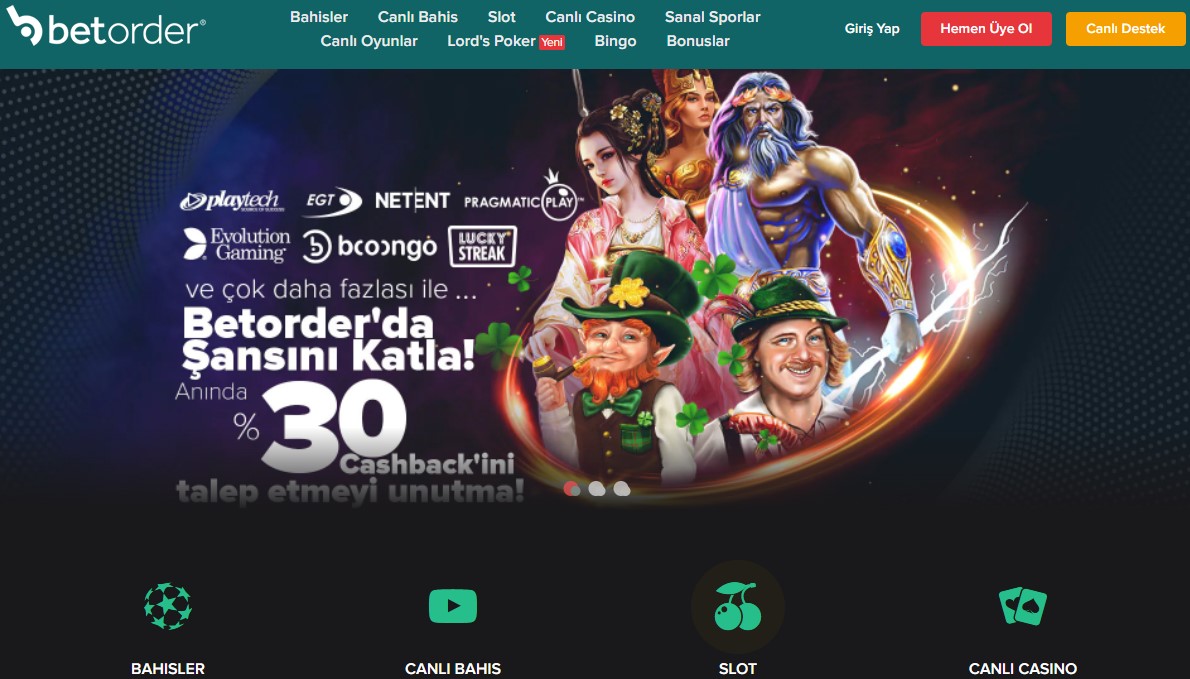 betorder®
Bahisler Canlı Bahis Slot Canlı Casino Sanal Sporlar
Canlı Oyunlar Lord's Poker Yeni Bingo Bonuslar
Giriş Yap Hemen Üye Ol Canlı Destek
playtech EGT NETENT PRAGMATIC PLAY™
Evolution Gaming booongo LUCKY STREAK
ve çok daha fazlası ile ...
Betorder'da
Şansını Katla!
Anında
%30
Cashback'ini
talep etmeyi unutma!
BAHISLER CANLI BAHIS SLOT CANLI CASINO